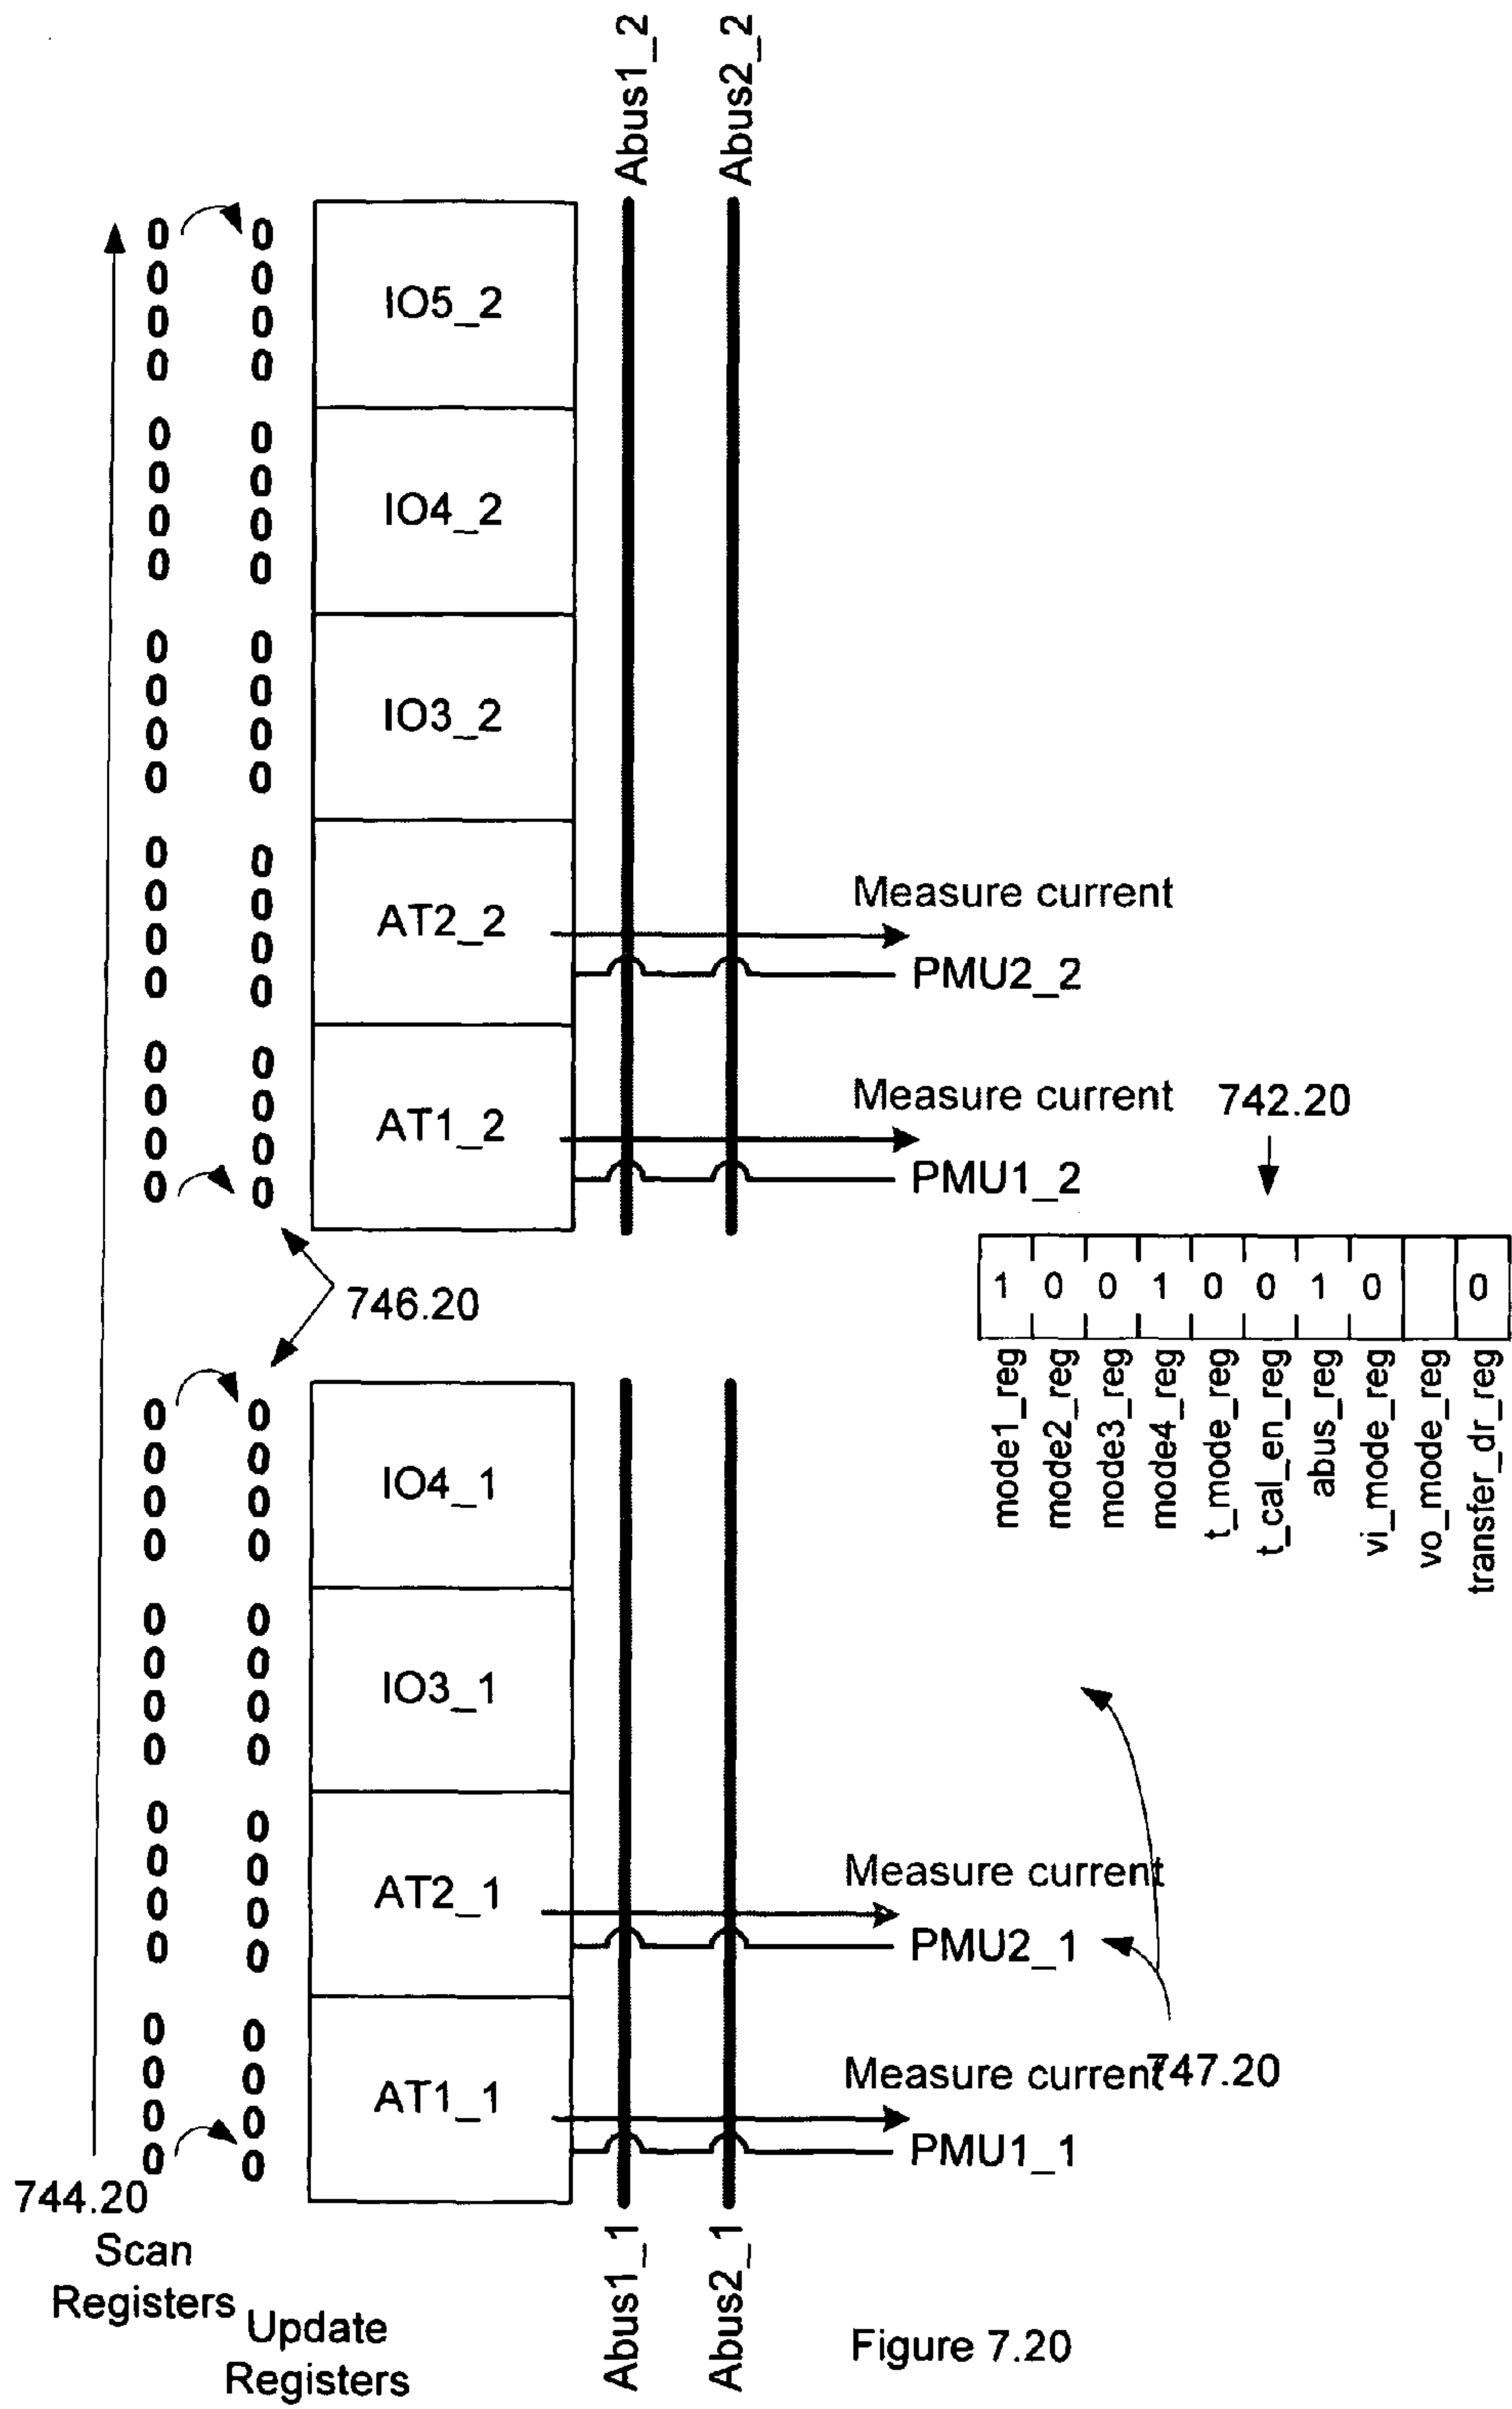 Abus1_2
Abus2_2
0 0
0 0
0 0
0 0
IO5_2
0 0
0 0
0 0
0 0
IO4_2
0 0
0 0
0 0
0 0
IO3_2
0 0
0 0
0 0
0 0
AT2_2
Measure current
PMU2_2
0 0
0 0
0 0
0 0
AT1_2
Measure current
PMU1_2
742.20
746.20
1 0 0 1 0 0 1 0 0
mode1_reg
mode2_reg
mode3_reg
mode4_reg
t_mode_reg
t_cal_en_reg
abus_reg
vi_mode_reg
vo_mode_reg
transfer_dr_reg
0 0
0 0
0 0
0 0
IO4_1
0 0
0 0
0 0
0 0
IO3_1
0 0
0 0
0 0
0 0
AT2_1
Measure current
PMU2_1
0 0
0 0
0 0
0 0
AT1_1
Measure current
747.20
PMU1_1
744.20
Scan
Registers
Update
Registers
Abus1_1
Abus2_1
Figure 7.20